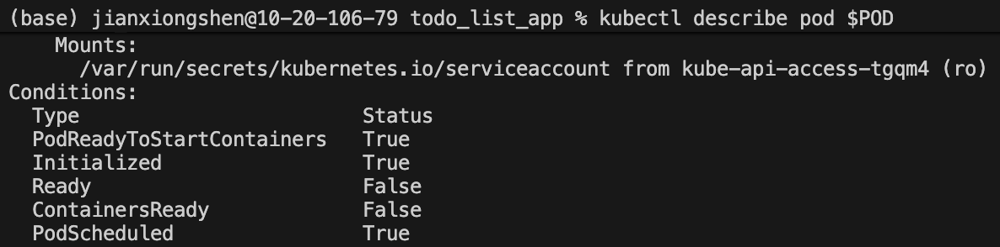 (base) jianxiongshen@10-20-106-79 todo_list_app % kubectl describe pod $POD
    Mounts:
      /var/run/secrets/kubernetes.io/serviceaccount from kube-api-access-tgqm4 (ro)
Conditions:
  Type                        Status
  PodReadyToStartContainers   True
  Initialized                 True
  Ready                       False
  ContainersReady             False
  PodScheduled                True